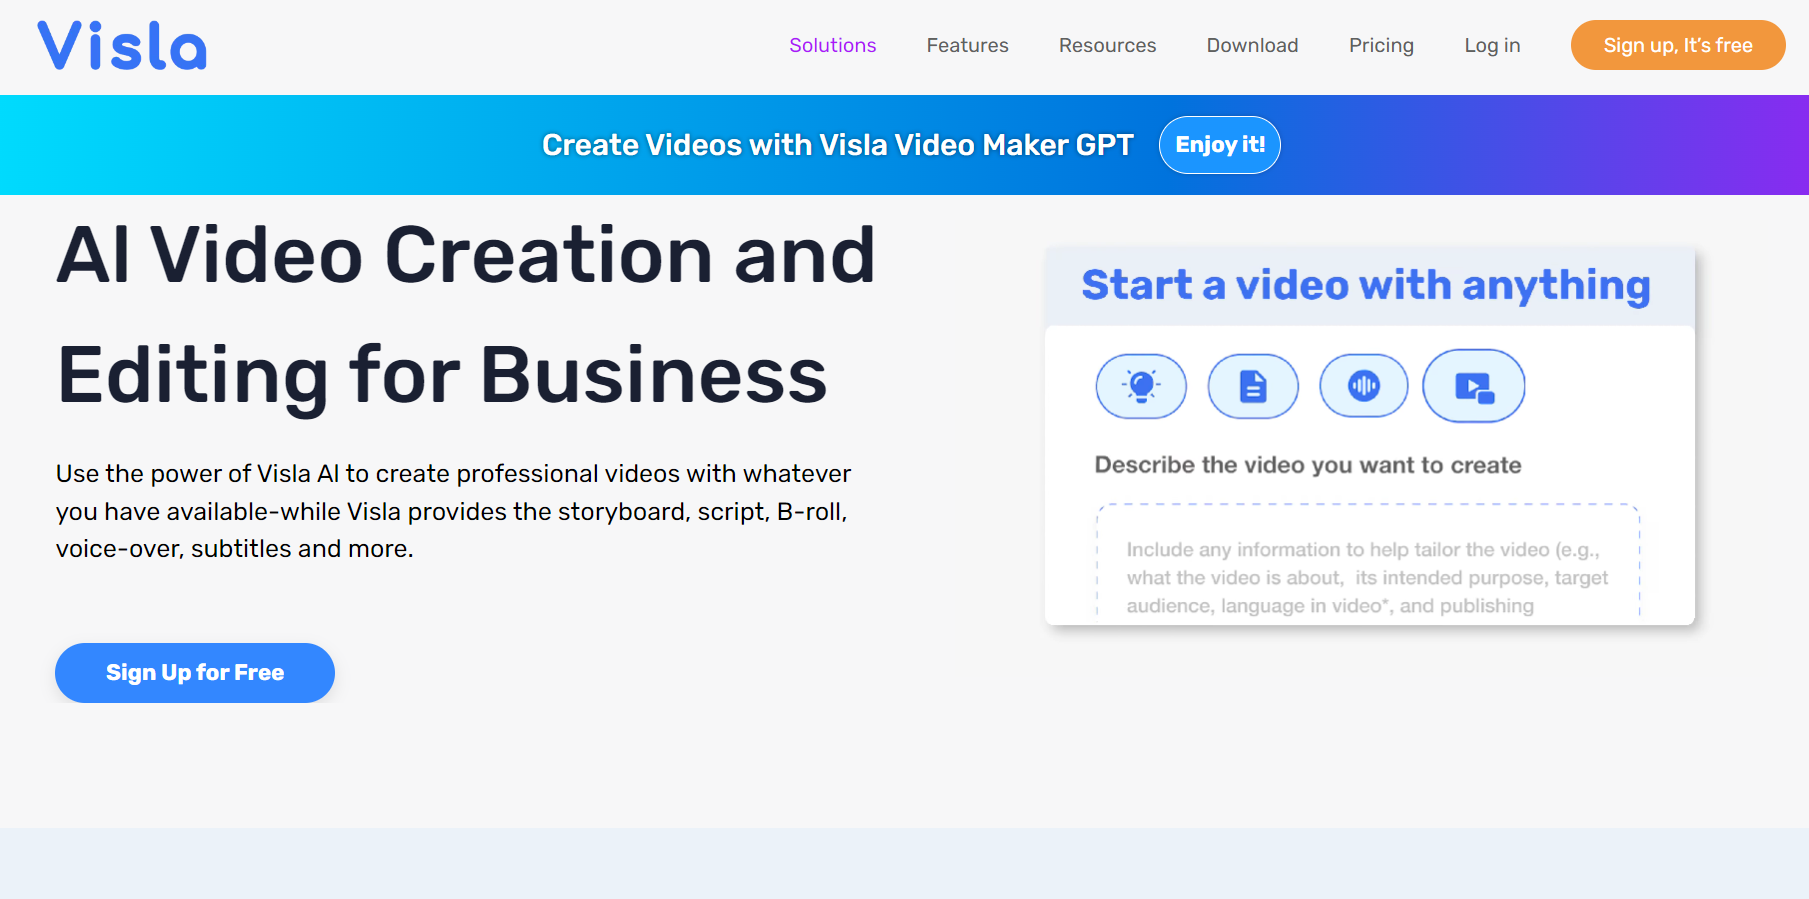 Visla
Solutions
Features
Resources
Download
Pricing
Log in
Sign up, It’s free
Create Videos with Visla Video Maker GPT
Enjoy it!
AI Video Creation and
Editing for Business
Use the power of Visla AI to create professional videos with whatever
you have available-while Visla provides the storyboard, script, B-roll,
voice-over, subtitles and more.
Sign Up for Free
Start a video with anything
Describe the video you want to create
Include any information to help tailor the video (e.g.,
what the video is about, its intended purpose, target
audience, language in video*, and publishing